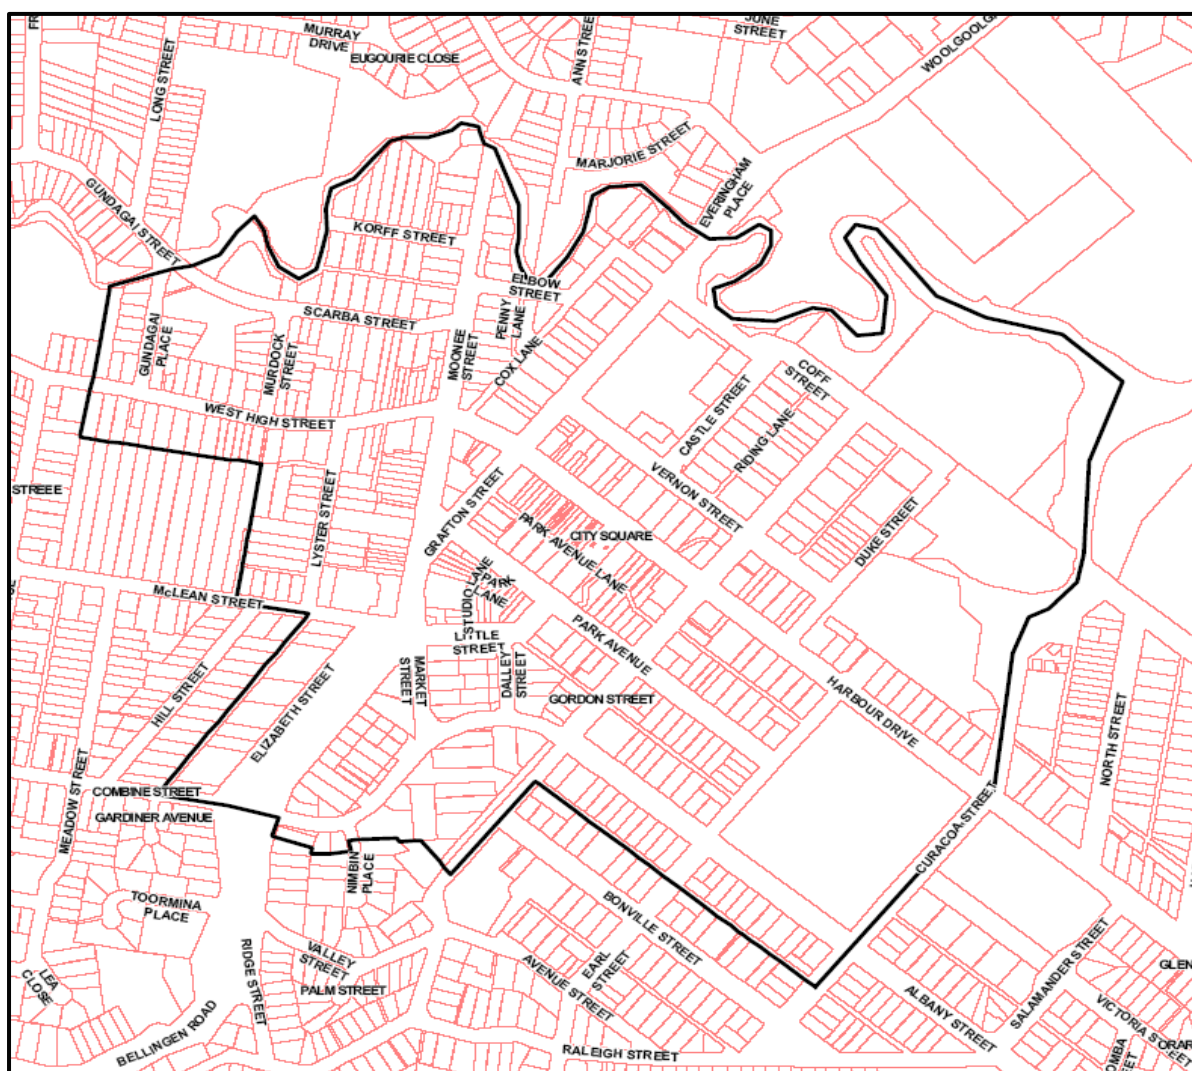 FR
JUNE
STREET
MURRAY
DRIVE
EUGOURIE CLOSE
LONG STREET
ANN STREET
WOOLGOOLGA
MARJORIE STREET
EVERINGHAM
PLACE
GUNDAGAI STREET
KORFF STREET
ELBOW
STREET
SCARBA STREET
PENNY
LANE
GUNDAGAI
PLACE
MURDOCK
STREET
MOONEE
STREET
COX LANE
COFF
STREET
CASTLE STREET
RIDING LANE
WEST HIGH STREET
VERNON STREET
STREEE
LYSTER STREET
GRAFTON STREET
PARK AVENUE LANE
CITY SQUARE
DUKE STREET
McLEAN STREET
STUDIO LANE
PARK
LANE
LITTLE
STREET
PARK AVENUE
MARKET
STREET
DALLEY
STREET
GORDON STREET
HILL STREET
ELIZABETH STREET
HARBOUR DRIVE
NORTH STREET
MEADOW STREET
COMBINE STREET
GARDINER AVENUE
CURACOA STREET
NIMBIN
PLACE
TOORMINA
PLACE
BONVILLE STREET
RIDGE STREET
VALLEY
STREET
PALM STREET
AVENUE STREET
EARL
STREET
LEA
CLOSE
BELLINGEN ROAD
RALEIGH STREET
ALBANY STREET
SALAMANDER STREET
GLEN
VICTORIA STREET
ORAR
OMBA
STREET